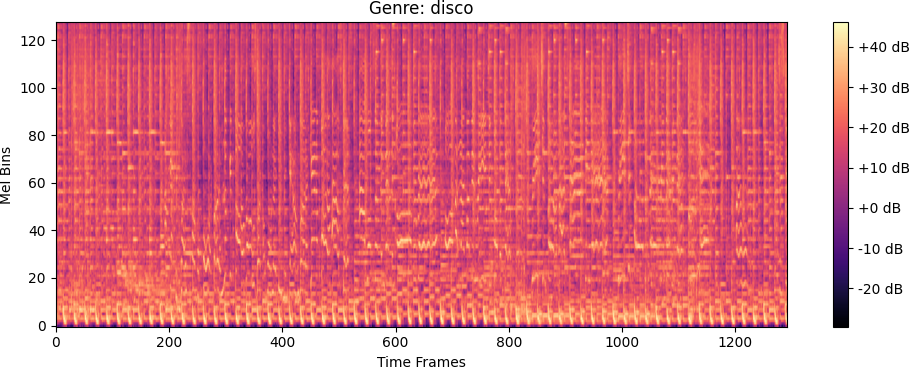 Genre: disco
120
100
80
60
40
20
0
Mel Bins
0 200 400 600 800 1000 1200
Time Frames
+40 dB
+30 dB
+20 dB
+10 dB
+0 dB
-10 dB
-20 dB